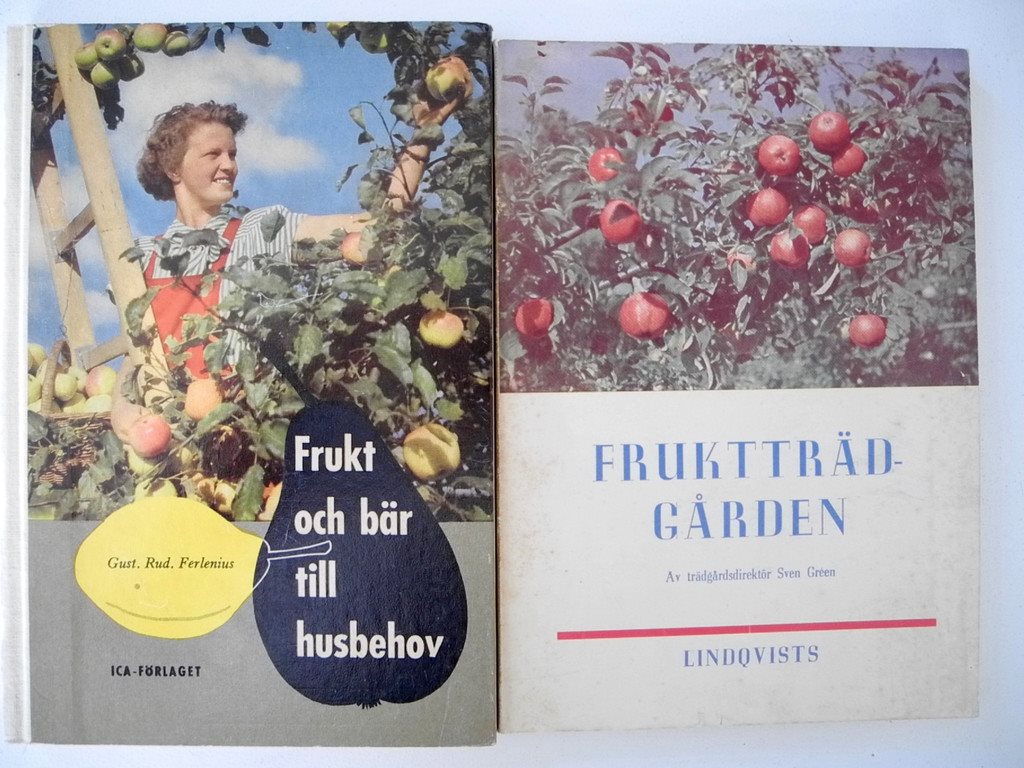 Frukt
och bär
till
husbehov
Gust. Rud. Ferlenius
ICA-FÖRLAGET
FRUKTTRÄD-
GÅRDEN
Av trädgårdsdirektör Sven Green
LINDQVISTS